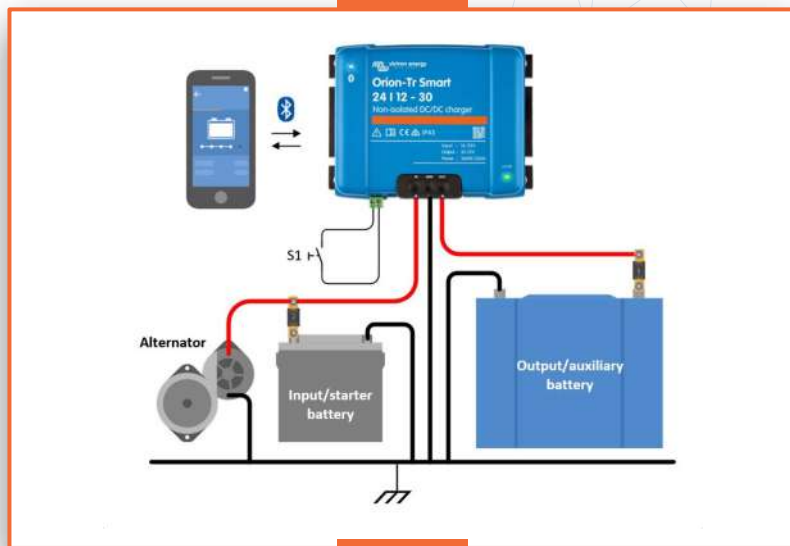 victron energy
Orion-Tr Smart
24 | 12 - 30
Non-isolated DC/DC charger
IP43
S1
Alternator
Input/starter
battery
Output/auxiliary
battery